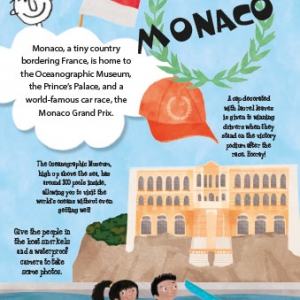 MONACO
Monaco, a tiny country
bordering France, is home to
the Oceanographic Museum,
the Prince's Palace, and a
world-famous car race, the
Monaco Grand Prix.
A cap decorated
with laurel leaves
is given to winning
drivers when they
stand on the victory
podium after the
race. Hooray!
The Oceanographic Museum,
high up above the sea, has
around 100 pools inside,
allowing you to visit the
world's oceans without even
getting wet!
Give the people in
the boat snorkels
and a waterproof
camera to take
some photos.